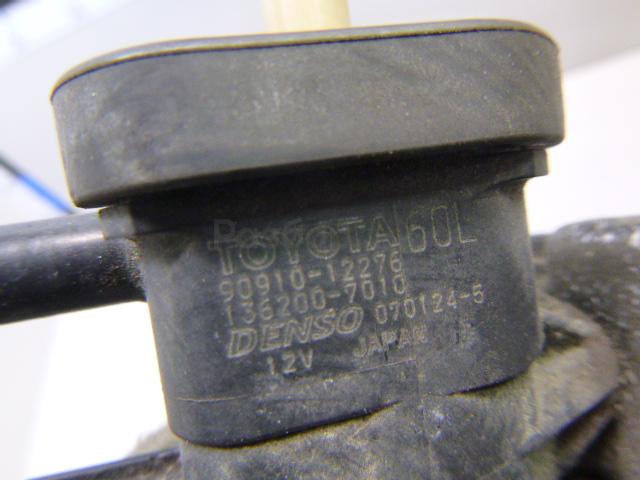 TOYOTA 60L
90910-12276
136200-7010
DENSO 070124-5
12V JAPAN